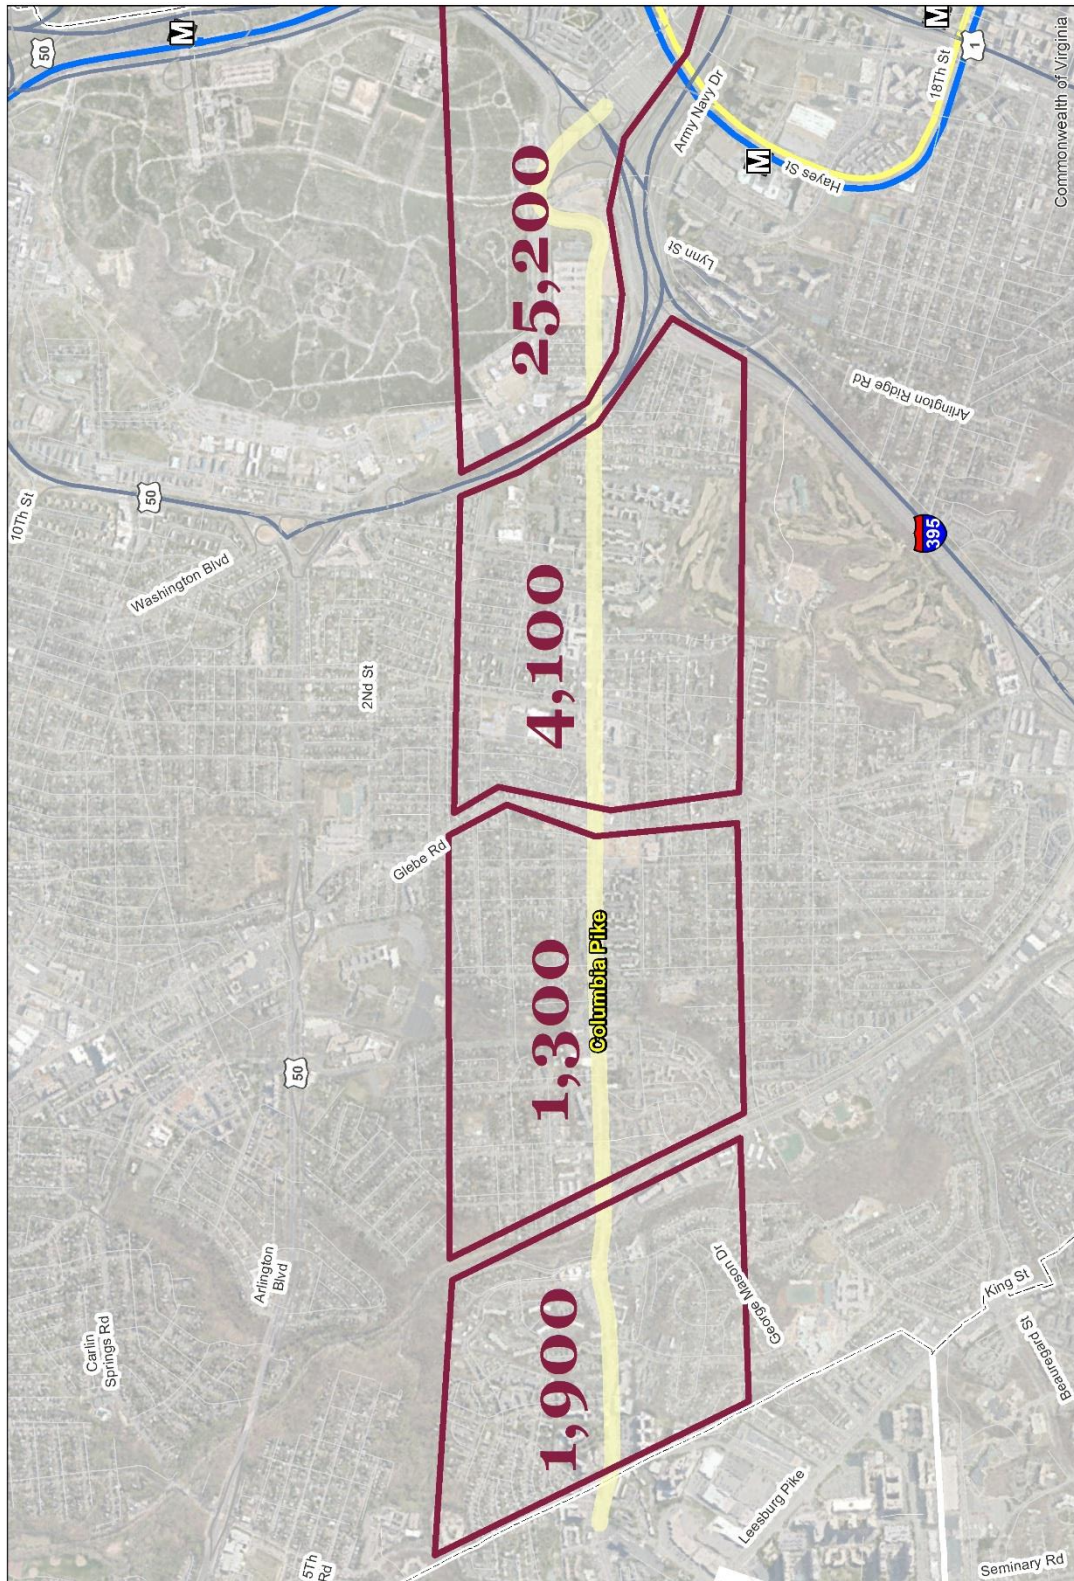 50
M
M
1
18Th St
Army Navy Dr
M
Hayes St
Commonwealth of Virginia
25,200
Lynn St
Arlington Ridge Rd
10Th St
50
Washington Blvd
395
2Nd St
4,100
Glebe Rd
Columbia Pike
1,300
50
Arlington
Blvd
Carlin
Springs Rd
George Mason Dr
King St
Beauregard St
1,900
Leesburg Pike
5Th
Rd
Seminary Rd